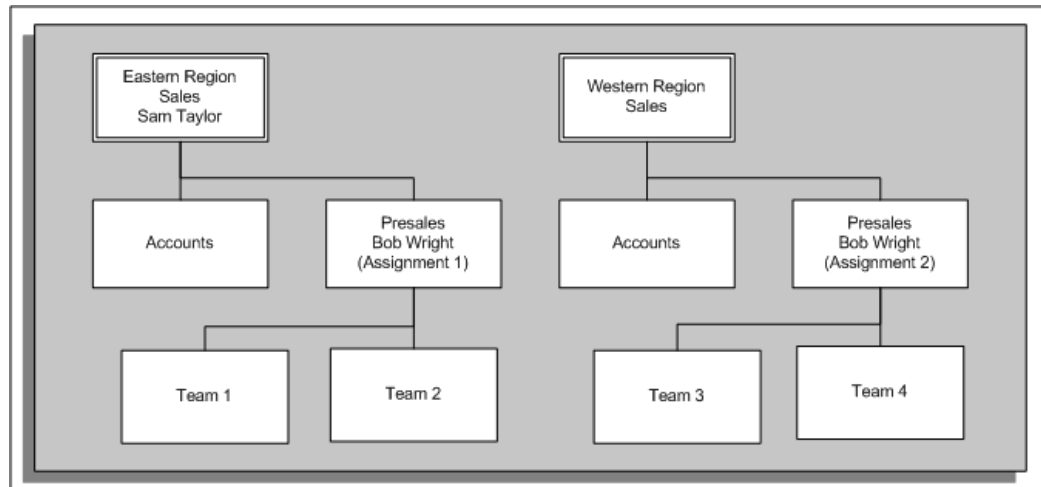 Eastern Region
Sales
Sam Taylor
Western Region
Sales
Accounts
Presales
Bob Wright
(Assignment 1)
Accounts
Presales
Bob Wright
(Assignment 2)
Team 1
Team 2
Team 3
Team 4